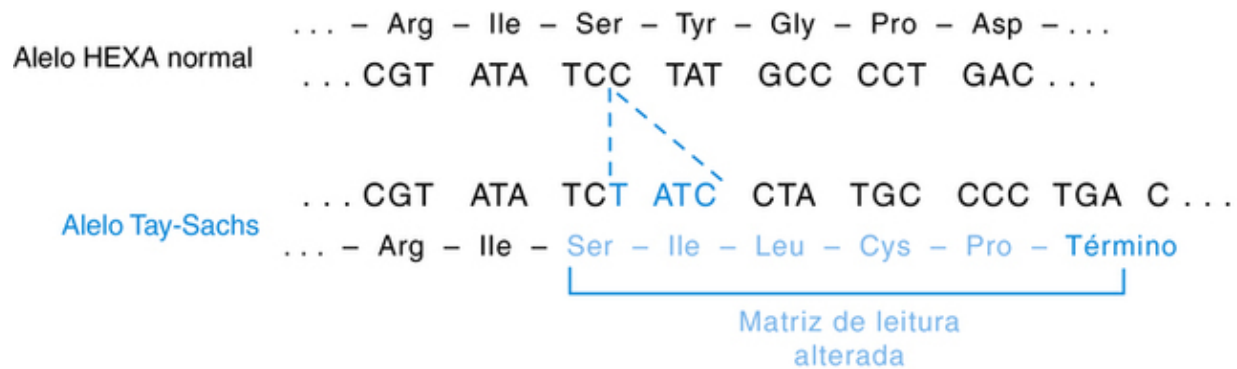 . . . – Arg – Ile – Ser – Tyr – Gly – Pro – Asp – . . .
Alelo HEXA normal
. . . CGT ATA TCC TAT GCC CCT GAC . . .
. . . CGT ATA TCT ATC CTA TGC CCC TGA C . . .
Alelo Tay-Sachs
. . . – Arg – Ile – Ser – Ile – Leu – Cys – Pro – Término
Matriz de leitura
alterada